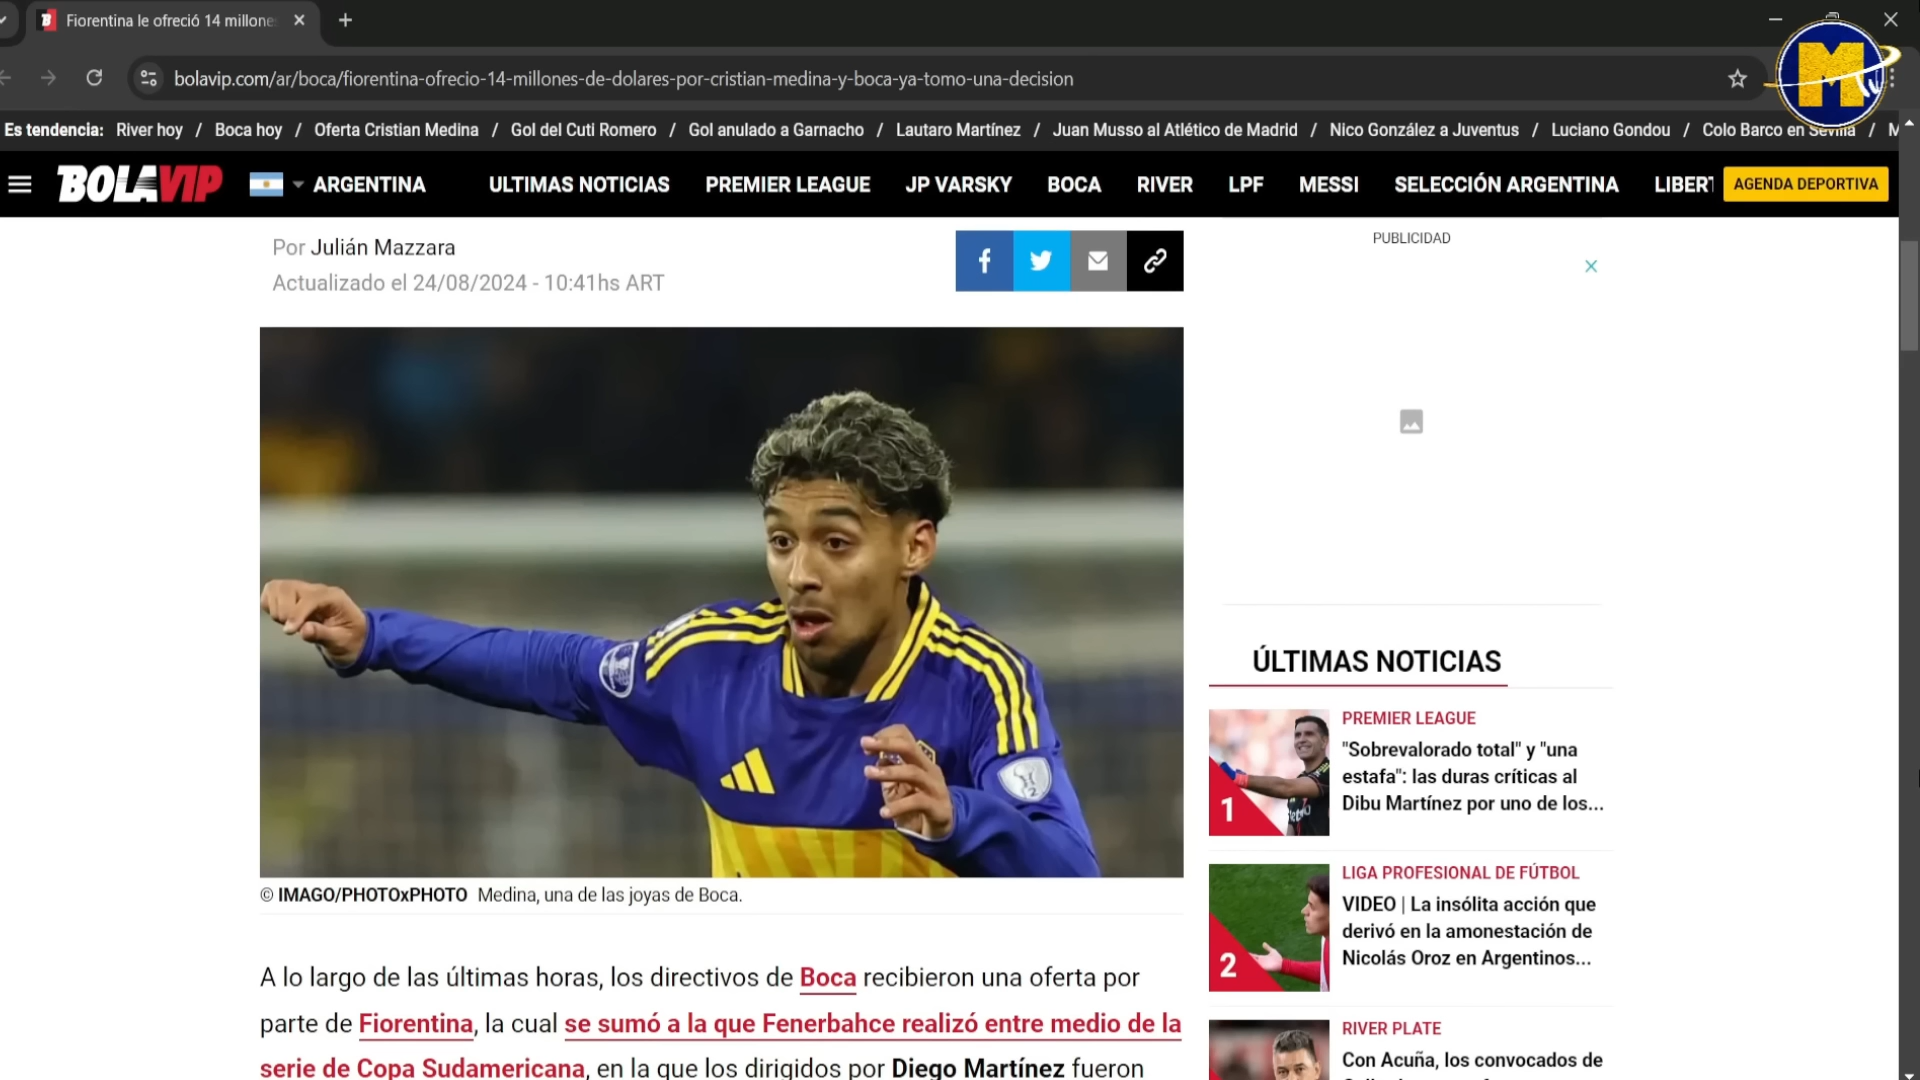 Fiorentina le ofreció 14 millone
bolavip.com/ar/boca/fiorentina-ofrecio-14-millones-de-dolares-por-cristian-medina-y-boca-ya-tomo-una-decision
Es tendencia: River hoy / Boca hoy / Oferta Cristian Medina / Gol del Cuti Romero / Gol anulado a Garnacho / Lautaro Martínez / Juan Musso al Atlético de Madrid / Nico González a Juventus / Luciano Gondou / Colo Barco en Sevilla / M
BOLAVIP ARGENTINA ULTIMAS NOTICIAS PREMIER LEAGUE JP VARSKY BOCA RIVER LPF MESSI SELECCIÓN ARGENTINA LIBERT AGENDA DEPORTIVA
Por Julián Mazzara
Actualizado el 24/08/2024 - 10:41hs ART
© IMAGO/PHOTOxPHOTO Medina, una de las joyas de Boca.
A lo largo de las últimas horas, los directivos de Boca recibieron una oferta por
parte de Fiorentina, la cual se sumó a la que Fenerbahce realizó entre medio de la
serie de Copa Sudamericana, en la que los dirigidos por Diego Martínez fueron
PUBLICIDAD
ÚLTIMAS NOTICIAS
1
PREMIER LEAGUE
"Sobrevalorado total" y "una
estafa": las duras críticas al
Dibu Martínez por uno de los...
2
LIGA PROFESIONAL DE FÚTBOL
VIDEO | La insólita acción que
derivó en la amonestación de
Nicolás Oroz en Argentinos...
RIVER PLATE
Con Acuña, los convocados de
M